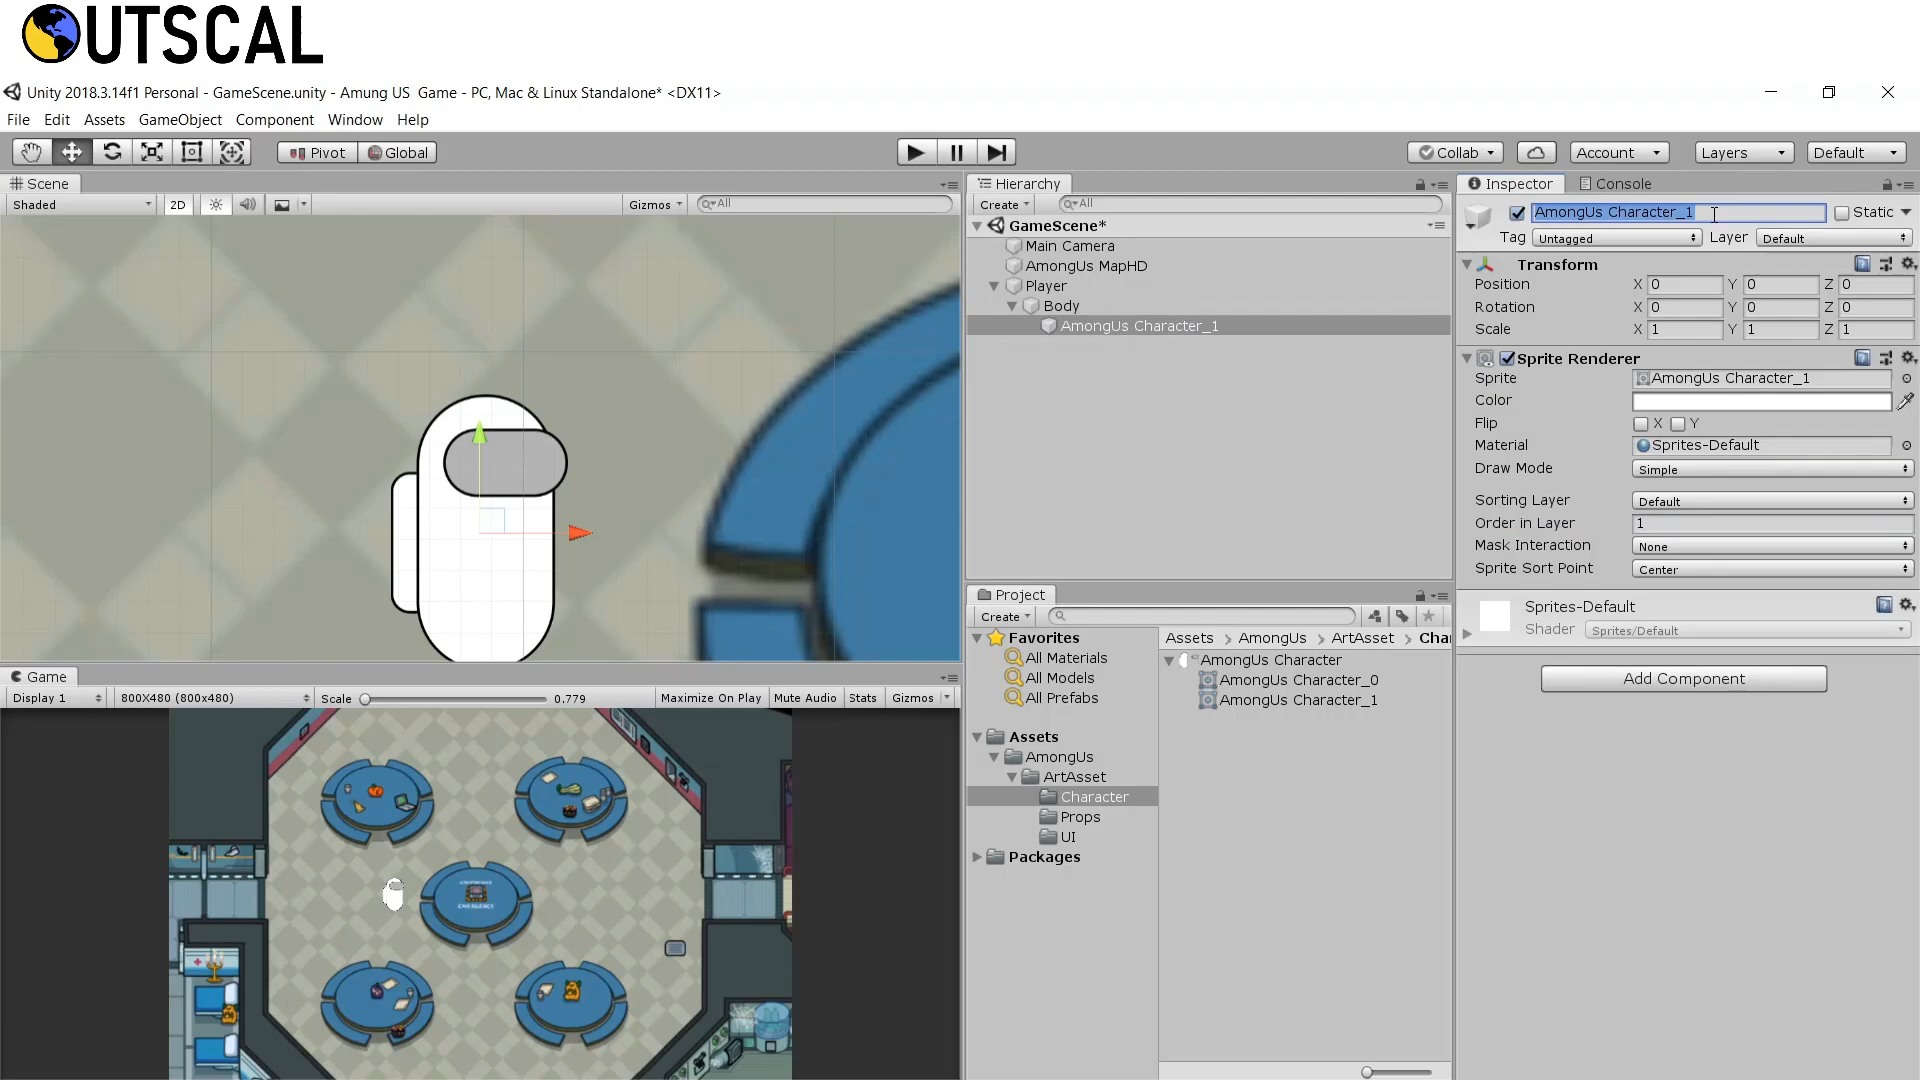 OUTSCAL
Unity 2018.3.14f1 Personal - GameScene.unity - Amung US Game - PC, Mac & Linux Standalone* <DX11>
File Edit Assets GameObject Component Window Help
Pivot Global Collab Account Layers Default
Scene
Shaded 2D Gizmos All
Hierarchy
Create All
GameScene*
Main Camera
AmongUs MapHD
Player
Body
AmongUs Character_1
Inspector Console
AmongUs Character_1 Static
Tag Untagged Layer Default
Transform
Position X 0 Y 0 Z 0
Rotation X 0 Y 0 Z 0
Scale X 1 Y 1 Z 1
Sprite Renderer
Sprite AmongUs Character_1
Color
Flip X Y
Material Sprites-Default
Draw Mode Simple
Sorting Layer Default
Order in Layer 1
Mask Interaction None
Sprite Sort Point Center
Sprites-Default
Shader Sprites/Default
Add Component
Project
Create
Favorites
All Materials
All Models
All Prefabs
Assets
AmongUs
ArtAsset
Character
Props
UI
Packages
Assets > AmongUs > ArtAsset > Char
AmongUs Character
AmongUs Character_0
AmongUs Character_1
Game
Display 1 800X480 (800x480) Scale 0.779 Maximize On Play Mute Audio Stats Gizmos
EMERGENCY